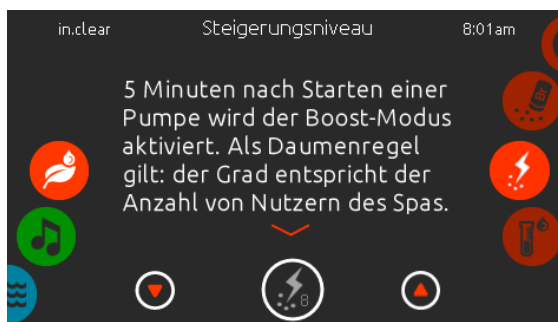 in.clear Steigerungsniveau 8:01am
5 Minuten nach Starten einer
Pumpe wird der Boost-Modus
aktiviert. Als Daumenregel
gilt: der Grad entspricht der
Anzahl von Nutzern des Spas.
Br
8